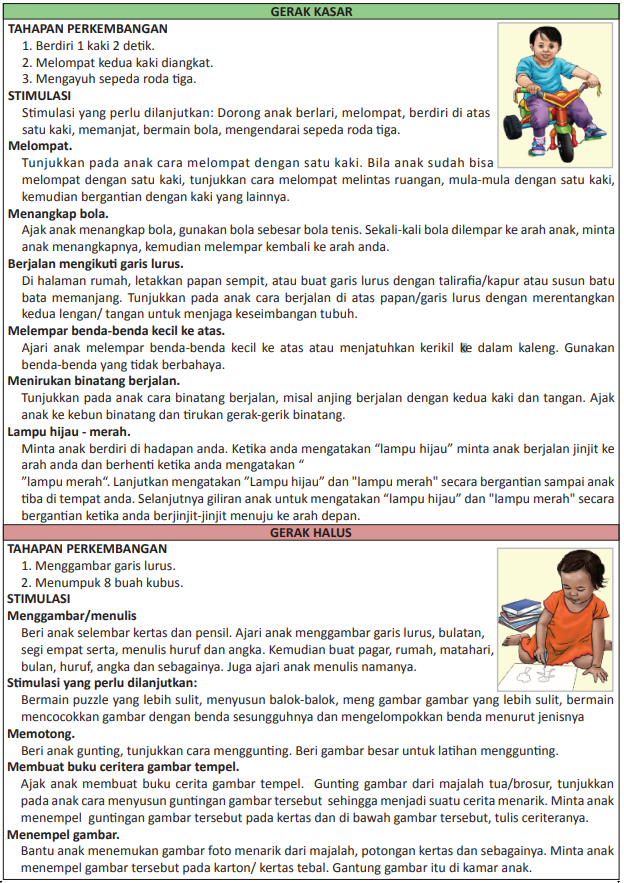 GERAK KASAR
TAHAPAN PERKEMBANGAN
1. Berdiri 1 kaki 2 detik.
2. Melompat kedua kaki diangkat.
3. Mengayuh sepeda roda tiga.
STIMULASI
Stimulasi yang perlu dilanjutkan: Dorong anak berlari, melompat, berdiri di atas
satu kaki, memanjat, bermain bola, mengendarai sepeda roda tiga.
Melompat.
Tunjukkan pada anak cara melompat dengan satu kaki. Bila anak sudah bisa
melompat dengan satu kaki, tunjukkan cara melompat melintas ruangan, mula-mula dengan satu kaki,
kemudian bergantian dengan kaki yang lainnya.
Menangkap bola.
Ajak anak menangkap bola, gunakan bola sebesar bola tenis. Sekali-kali bola dilempar ke arah anak, minta
anak menangkapnya, kemudian melempar kembali ke arah anda.
Berjalan mengikuti garis lurus.
Di halaman rumah, letakkan papan sempit, atau buat garis lurus dengan talirafia/kapur atau susun batu
bata memanjang. Tunjukkan pada anak cara berjalan di atas papan/garis lurus dengan merentangkan
kedua lengan/ tangan untuk menjaga keseimbangan tubuh.
Melempar benda-benda kecil ke atas.
Ajari anak melempar benda-benda kecil ke atas atau menjatuhkan kerikil ke dalam kaleng. Gunakan
benda-benda yang tidak berbahaya.
Menirukan binatang berjalan.
Tunjukkan pada anak cara binatang berjalan, misal anjing berjalan dengan kedua kaki dan tangan. Ajak
anak ke kebun binatang dan tirukan gerak-gerik binatang.
Lampu hijau - merah.
Minta anak berdiri di hadapan anda. Ketika anda mengatakan “lampu hijau” minta anak berjalan jinjit ke
arah anda dan berhenti ketika anda mengatakan “
”lampu merah“. Lanjutkan mengatakan ”Lampu hijau” dan "lampu merah" secara bergantian sampai anak
tiba di tempat anda. Selanjutnya giliran anak untuk mengatakan “lampu hijau” dan "lampu merah" secara
bergantian ketika anda berjinjit-jinjit menuju ke arah depan.
GERAK HALUS
TAHAPAN PERKEMBANGAN
1. Menggambar garis lurus.
2. Menumpuk 8 buah kubus.
STIMULASI
Menggambar/menulis
Beri anak selembar kertas dan pensil. Ajari anak menggambar garis lurus, bulatan,
segi empat serta, menulis huruf dan angka. Kemudian buat pagar, rumah, matahari,
bulan, huruf, angka dan sebagainya. Juga ajari anak menulis namanya.
Stimulasi yang perlu dilanjutkan:
Bermain puzzle yang lebih sulit, menyusun balok-balok, meng gambar gambar yang lebih sulit, bermain
mencocokkan gambar dengan benda sesungguhnya dan mengelompokkan benda menurut jenisnya
Memotong.
Beri anak gunting, tunjukkan cara menggunting. Beri gambar besar untuk latihan menggunting.
Membuat buku ceritera gambar tempel.
Ajak anak membuat buku cerita gambar tempel. Gunting gambar dari majalah tua/brosur, tunjukkan
pada anak cara menyusun guntingan gambar tersebut sehingga menjadi suatu cerita menarik. Minta anak
menempel guntingan gambar tersebut pada kertas dan di bawah gambar tersebut, tulis ceriteranya.
Menempel gambar.
Bantu anak menemukan gambar foto menarik dari majalah, potongan kertas dan sebagainya. Minta anak
menempel gambar tersebut pada karton/ kertas tebal. Gantung gambar itu di kamar anak.